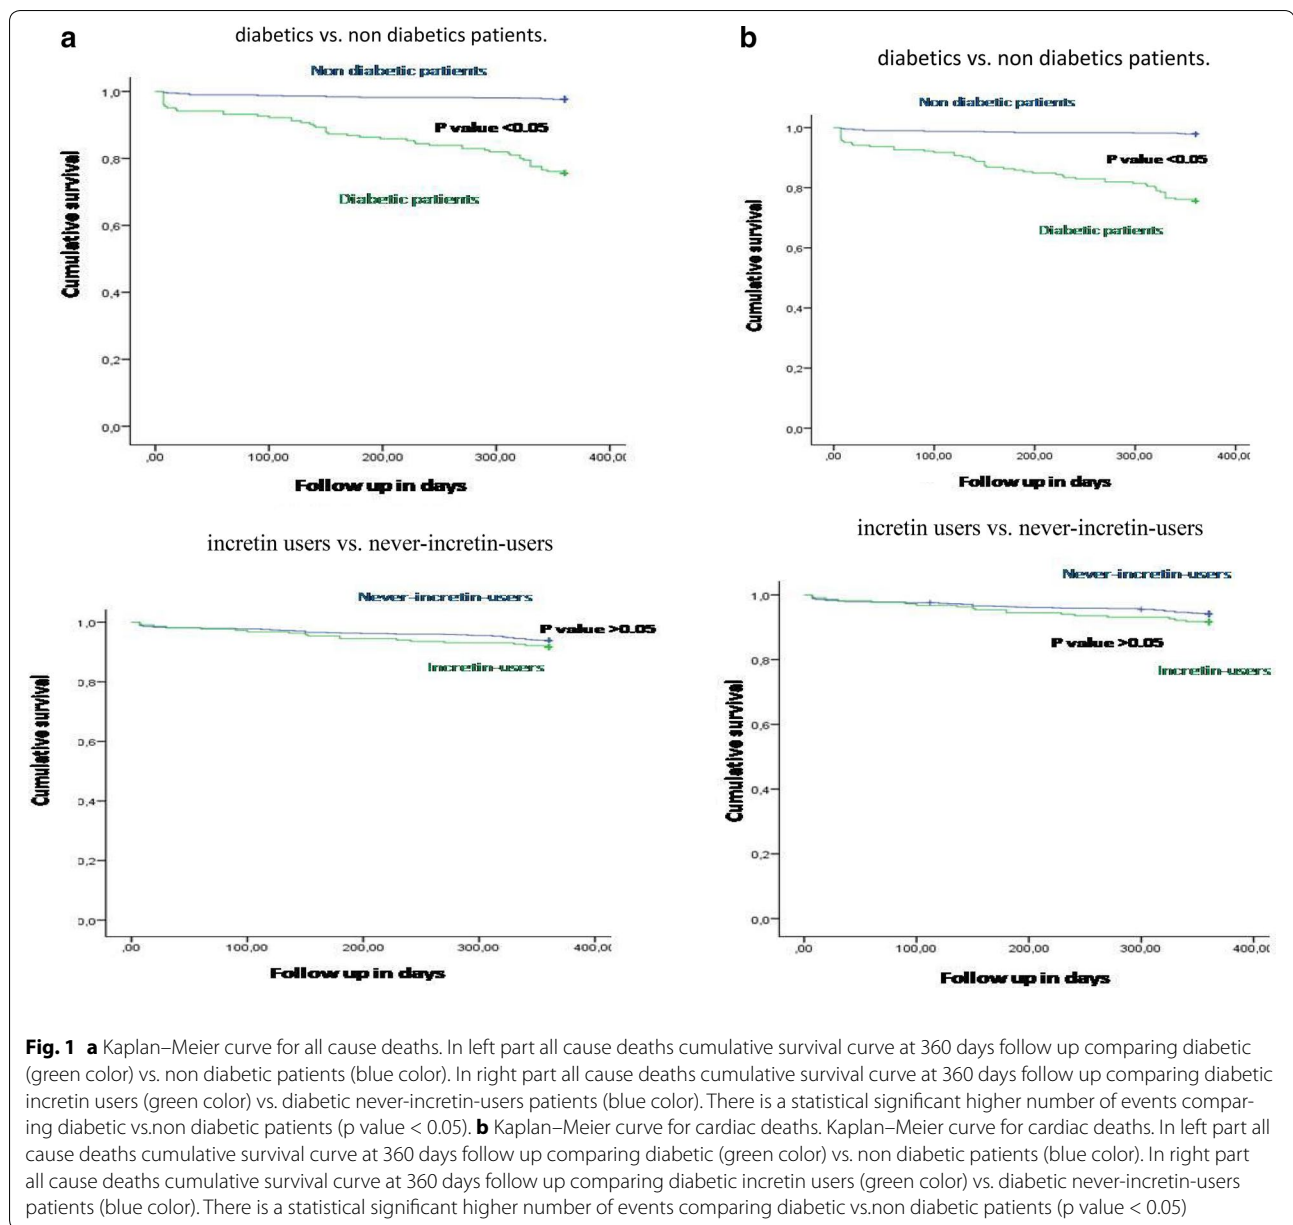 a
diabetics vs. non diabetics patients.
Non diabetic patients
1,0
P value <0.05
0,8
Diabetic patients
0,6
0,4
0,2
0,0
Cumulative survival
,00 100,00 200,00 300,00 400,0
Follow up in days
b
diabetics vs. non diabetics patients.
Non diabetic patients
1,0
P value <0.05
0,8
Diabetic patients
0,6
0,4
0,2
0,0
Cumulative survival
,00 100,00 200,00 300,00 400,0
Follow up in days
incretin users vs. never-incretin-users
Never-incretin-users
1,0
P value >0.05
Incretin-users
0,8
0,6
0,4
0,2
0,0
Cumulative survival
,00 100,00 200,00 300,00 400,00
Follow up in days
incretin users vs. never-incretin-users
Never-incretin-users
1,0
P value >0.05
Incretin-users
0,8
0,6
0,4
0,2
0,0
Cumulative survival
,00 100,00 200,00 300,00 400,0
Follow up in days
Fig. 1 a Kaplan–Meier curve for all cause deaths. In left part all cause deaths cumulative survival curve at 360 days follow up comparing diabetic
(green color) vs. non diabetic patients (blue color). In right part all cause deaths cumulative survival curve at 360 days follow up comparing diabetic
incretin users (green color) vs. diabetic never-incretin-users patients (blue color). There is a statistical significant higher number of events compar-
ing diabetic vs.non diabetic patients (p value < 0.05). b Kaplan–Meier curve for cardiac deaths. Kaplan–Meier curve for cardiac deaths. In left part all
cause deaths cumulative survival curve at 360 days follow up comparing diabetic (green color) vs. non diabetic patients (blue color). In right part
all cause deaths cumulative survival curve at 360 days follow up comparing diabetic incretin users (green color) vs. diabetic never-incretin-users
patients (blue color). There is a statistical significant higher number of events comparing diabetic vs.non diabetic patients (p value < 0.05)